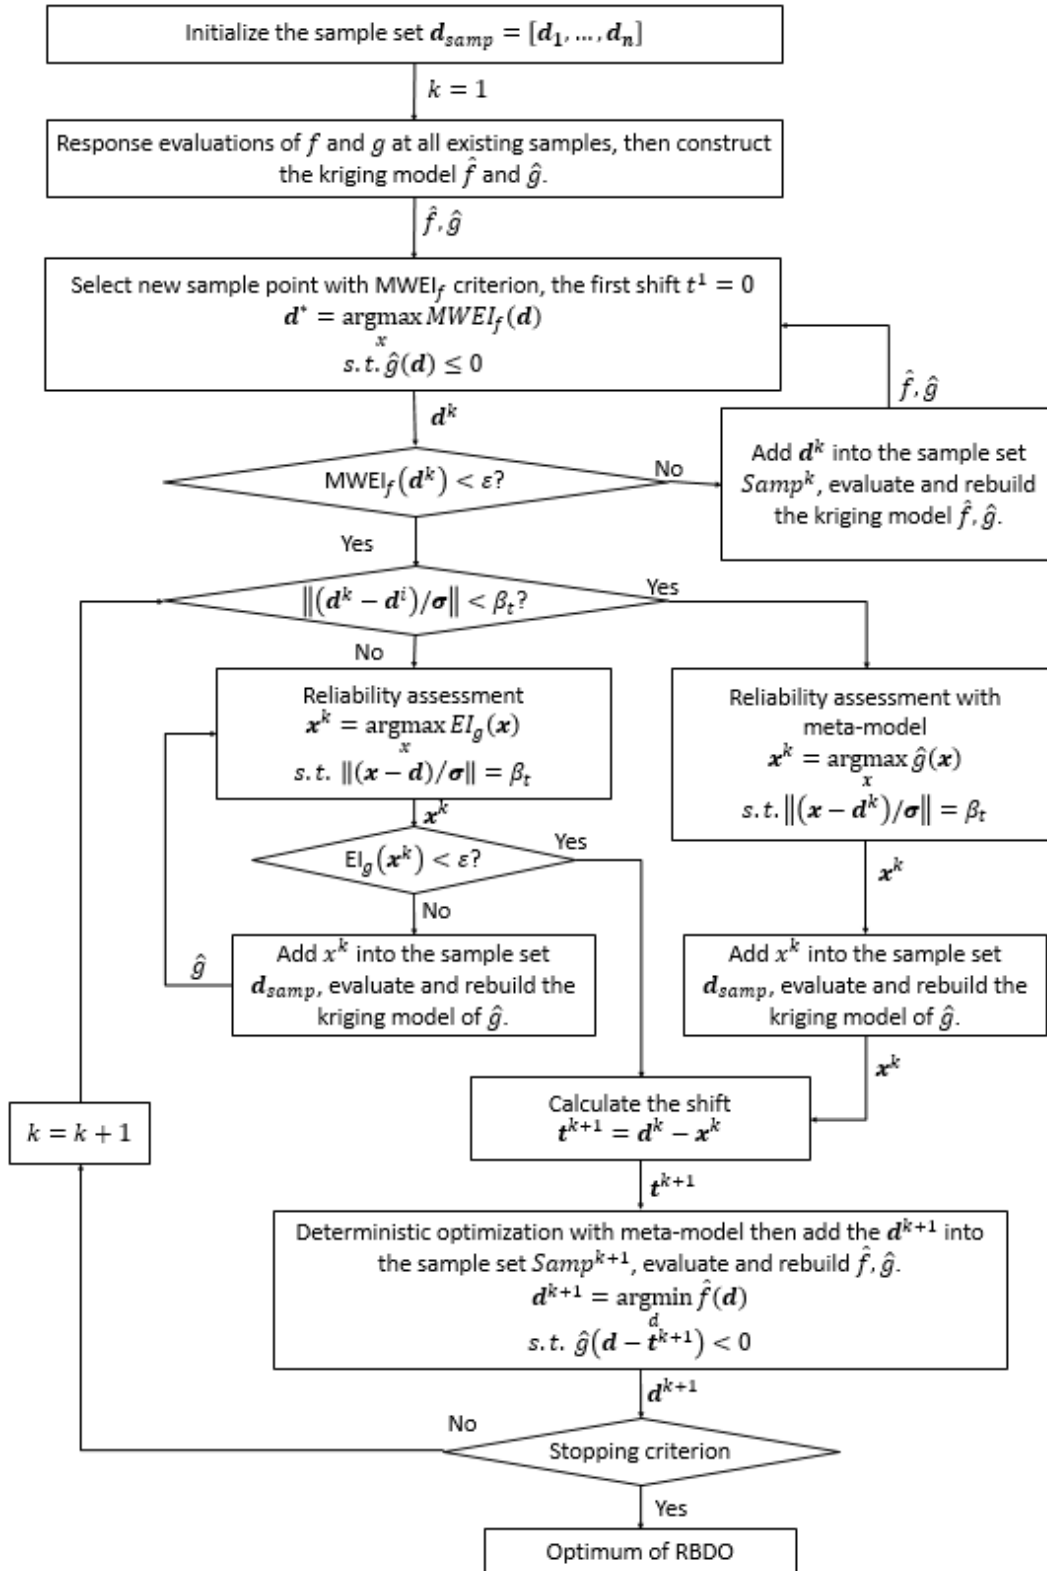 Initialize the sample set d_samp = [d_1, ..., d_n]
k = 1
Response evaluations of f and g at all existing samples, then construct
the kriging model f̂ and ĝ.
f̂, ĝ
Select new sample point with MWEI_f criterion, the first shift t^1 = 0
d^* = argmax MWEI_f(d)
x
s. t. ĝ(d) ≤ 0
f̂, ĝ
d^k
Add d^k into the sample set
Samp^k, evaluate and rebuild
the kriging model f̂, ĝ.
MWEI_f(d^k) < ε?
No
Yes
‖(d^k − d^i)/σ‖ < β_t?
Yes
No
Reliability assessment
x^k = argmax EI_g(x)
x
s. t. ‖(x − d)/σ‖ = β_t
Reliability assessment with
meta-model
x^k = argmax ĝ(x)
x
s. t. ‖(x − d^k)/σ‖ = β_t
x^k
EI_g(x^k) < ε?
Yes
x^k
No
ĝ
Add x^k into the sample set
d_samp, evaluate and rebuild the
kriging model of ĝ.
Add x^k into the sample set
d_samp, evaluate and rebuild the
kriging model of ĝ.
x^k
Calculate the shift
t^{k+1} = d^k − x^k
k = k + 1
t^{k+1}
Deterministic optimization with meta-model then add the d^{k+1} into
the sample set Samp^{k+1}, evaluate and rebuild f̂, ĝ.
d^{k+1} = argmin f̂(d)
d
s. t. ĝ(d − t^{k+1}) < 0
d^{k+1}
No
Stopping criterion
Yes
Optimum of RBDO